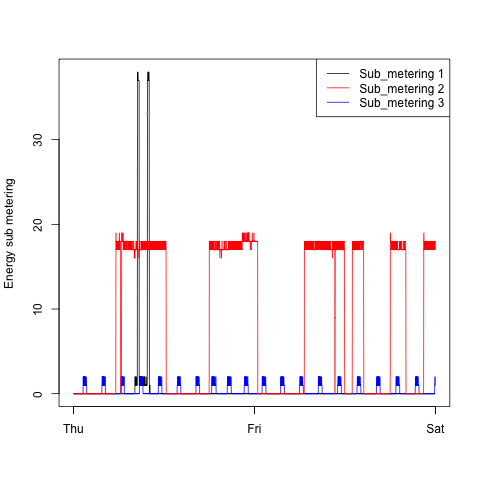 Sub_metering 1
Sub_metering 2
Sub_metering 3
Energy sub metering
30
20
10
0
Thu
Fri
Sat